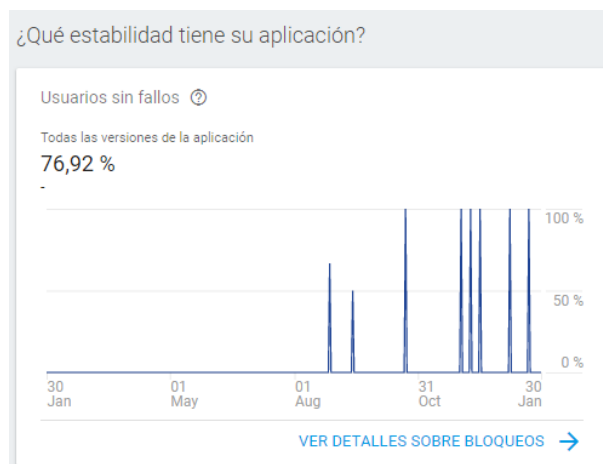 ¿Qué estabilidad tiene su aplicación?
Usuarios sin fallos
Todas las versiones de la aplicación
76,92 %
-
100 %
50 %
0 %
30 Jan
01 May
01 Aug
31 Oct
30 Jan
VER DETALLES SOBRE BLOQUEOS